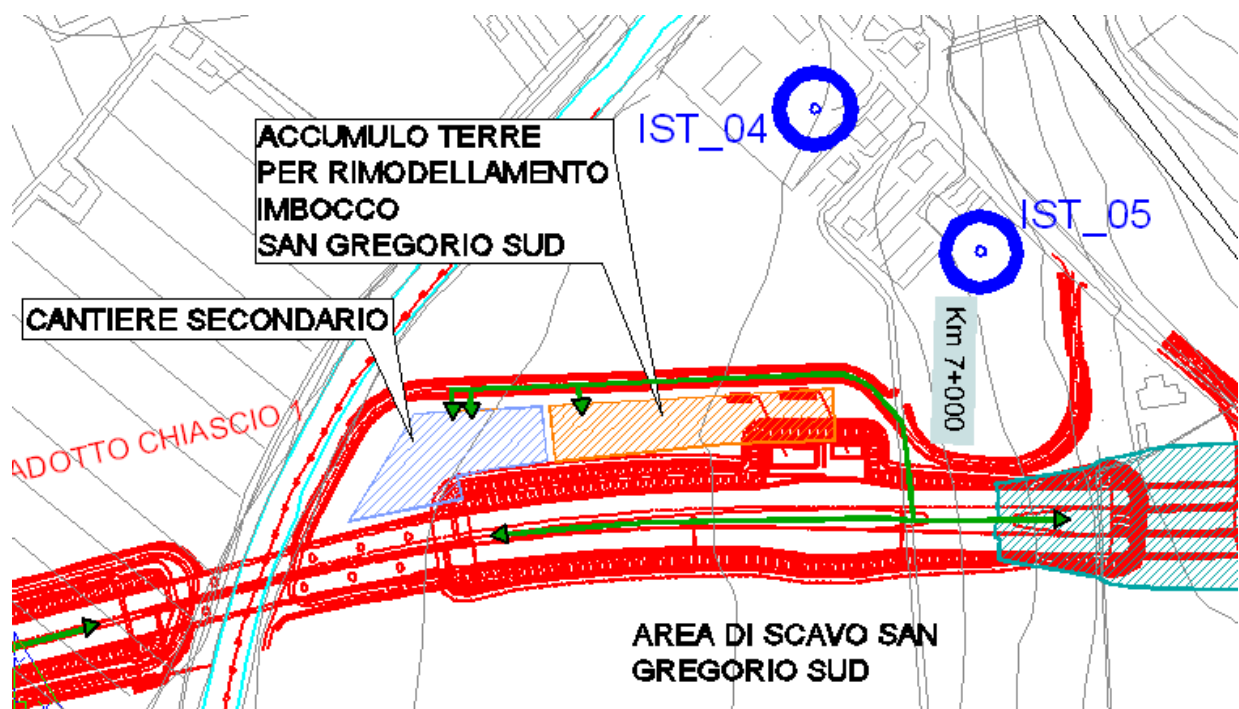 ACCUMULO TERRE
PER RIMODELLAMENTO
IMBOCCO
SAN GREGORIO SUD
IST_04
IST_05
CANTIERE SECONDARIO
Km 7+000
ADOTTO CHIASCIO 1
AREA DI SCAVO SAN
GREGORIO SUD